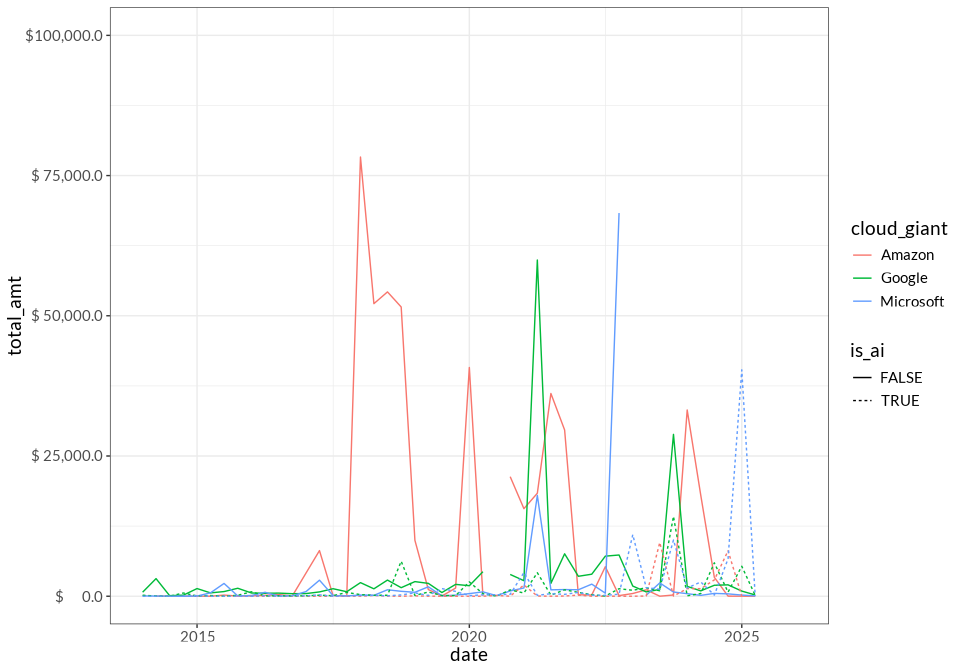 $100,000.0
$ 75,000.0
$ 50,000.0
$ 25,000.0
$ 0.0
total_amt
2015 2020 2025
date
cloud_giant
Amazon
Google
Microsoft
is_ai
FALSE
TRUE